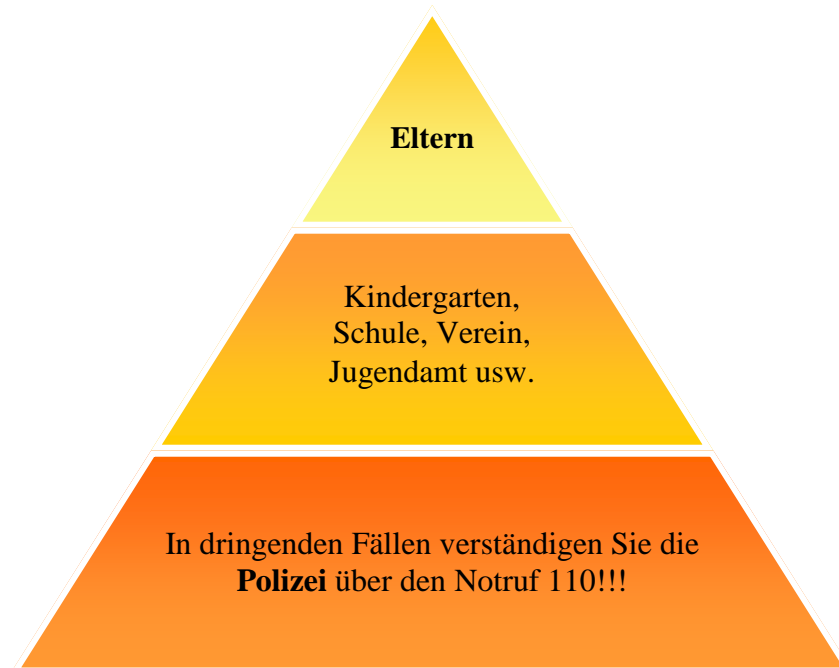 Eltern
Kindergarten,
Schule, Verein,
Jugendamt usw.
In dringenden Fällen verständigen Sie die
Polizei über den Notruf 110!!!